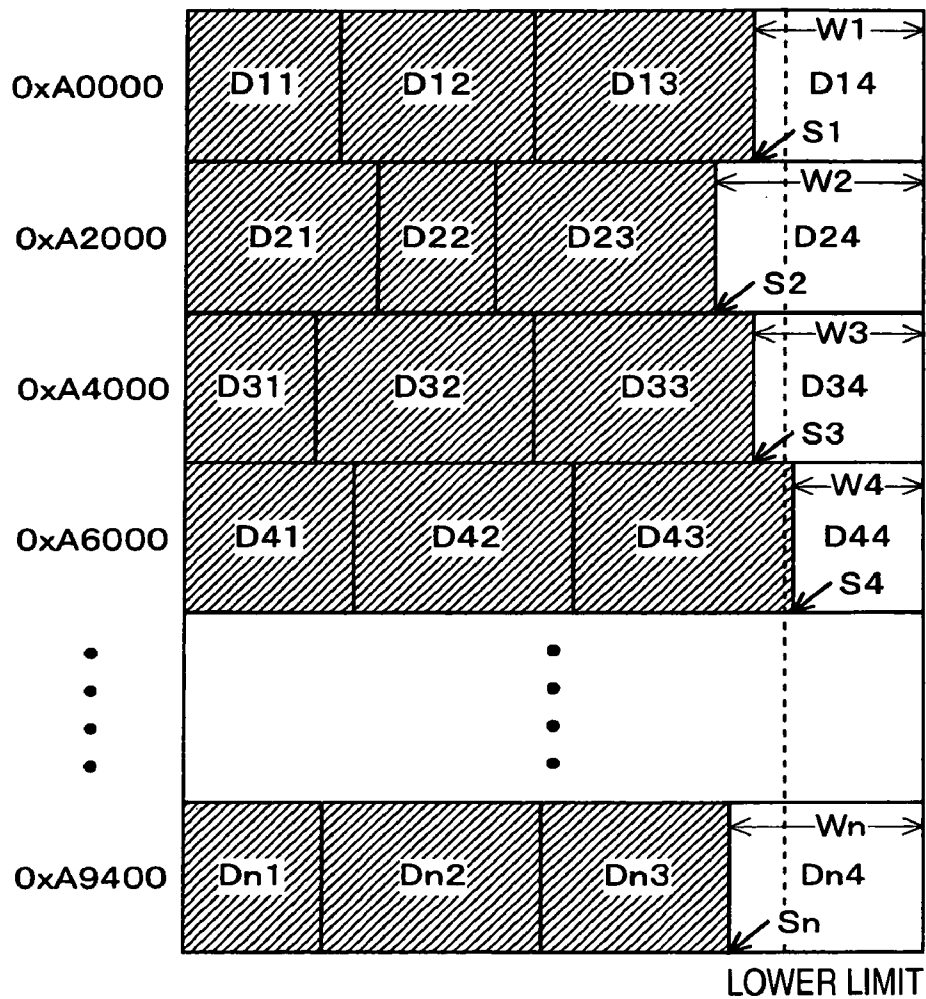 W1
0xA0000 D11 D12 D13 D14
S1
W2
0xA2000 D21 D22 D23 D24
S2
W3
0xA4000 D31 D32 D33 D34
S3
W4
0xA6000 D41 D42 D43 D44
S4
Wn
0xA9400 Dn1 Dn2 Dn3 Dn4
Sn
LOWER LIMIT